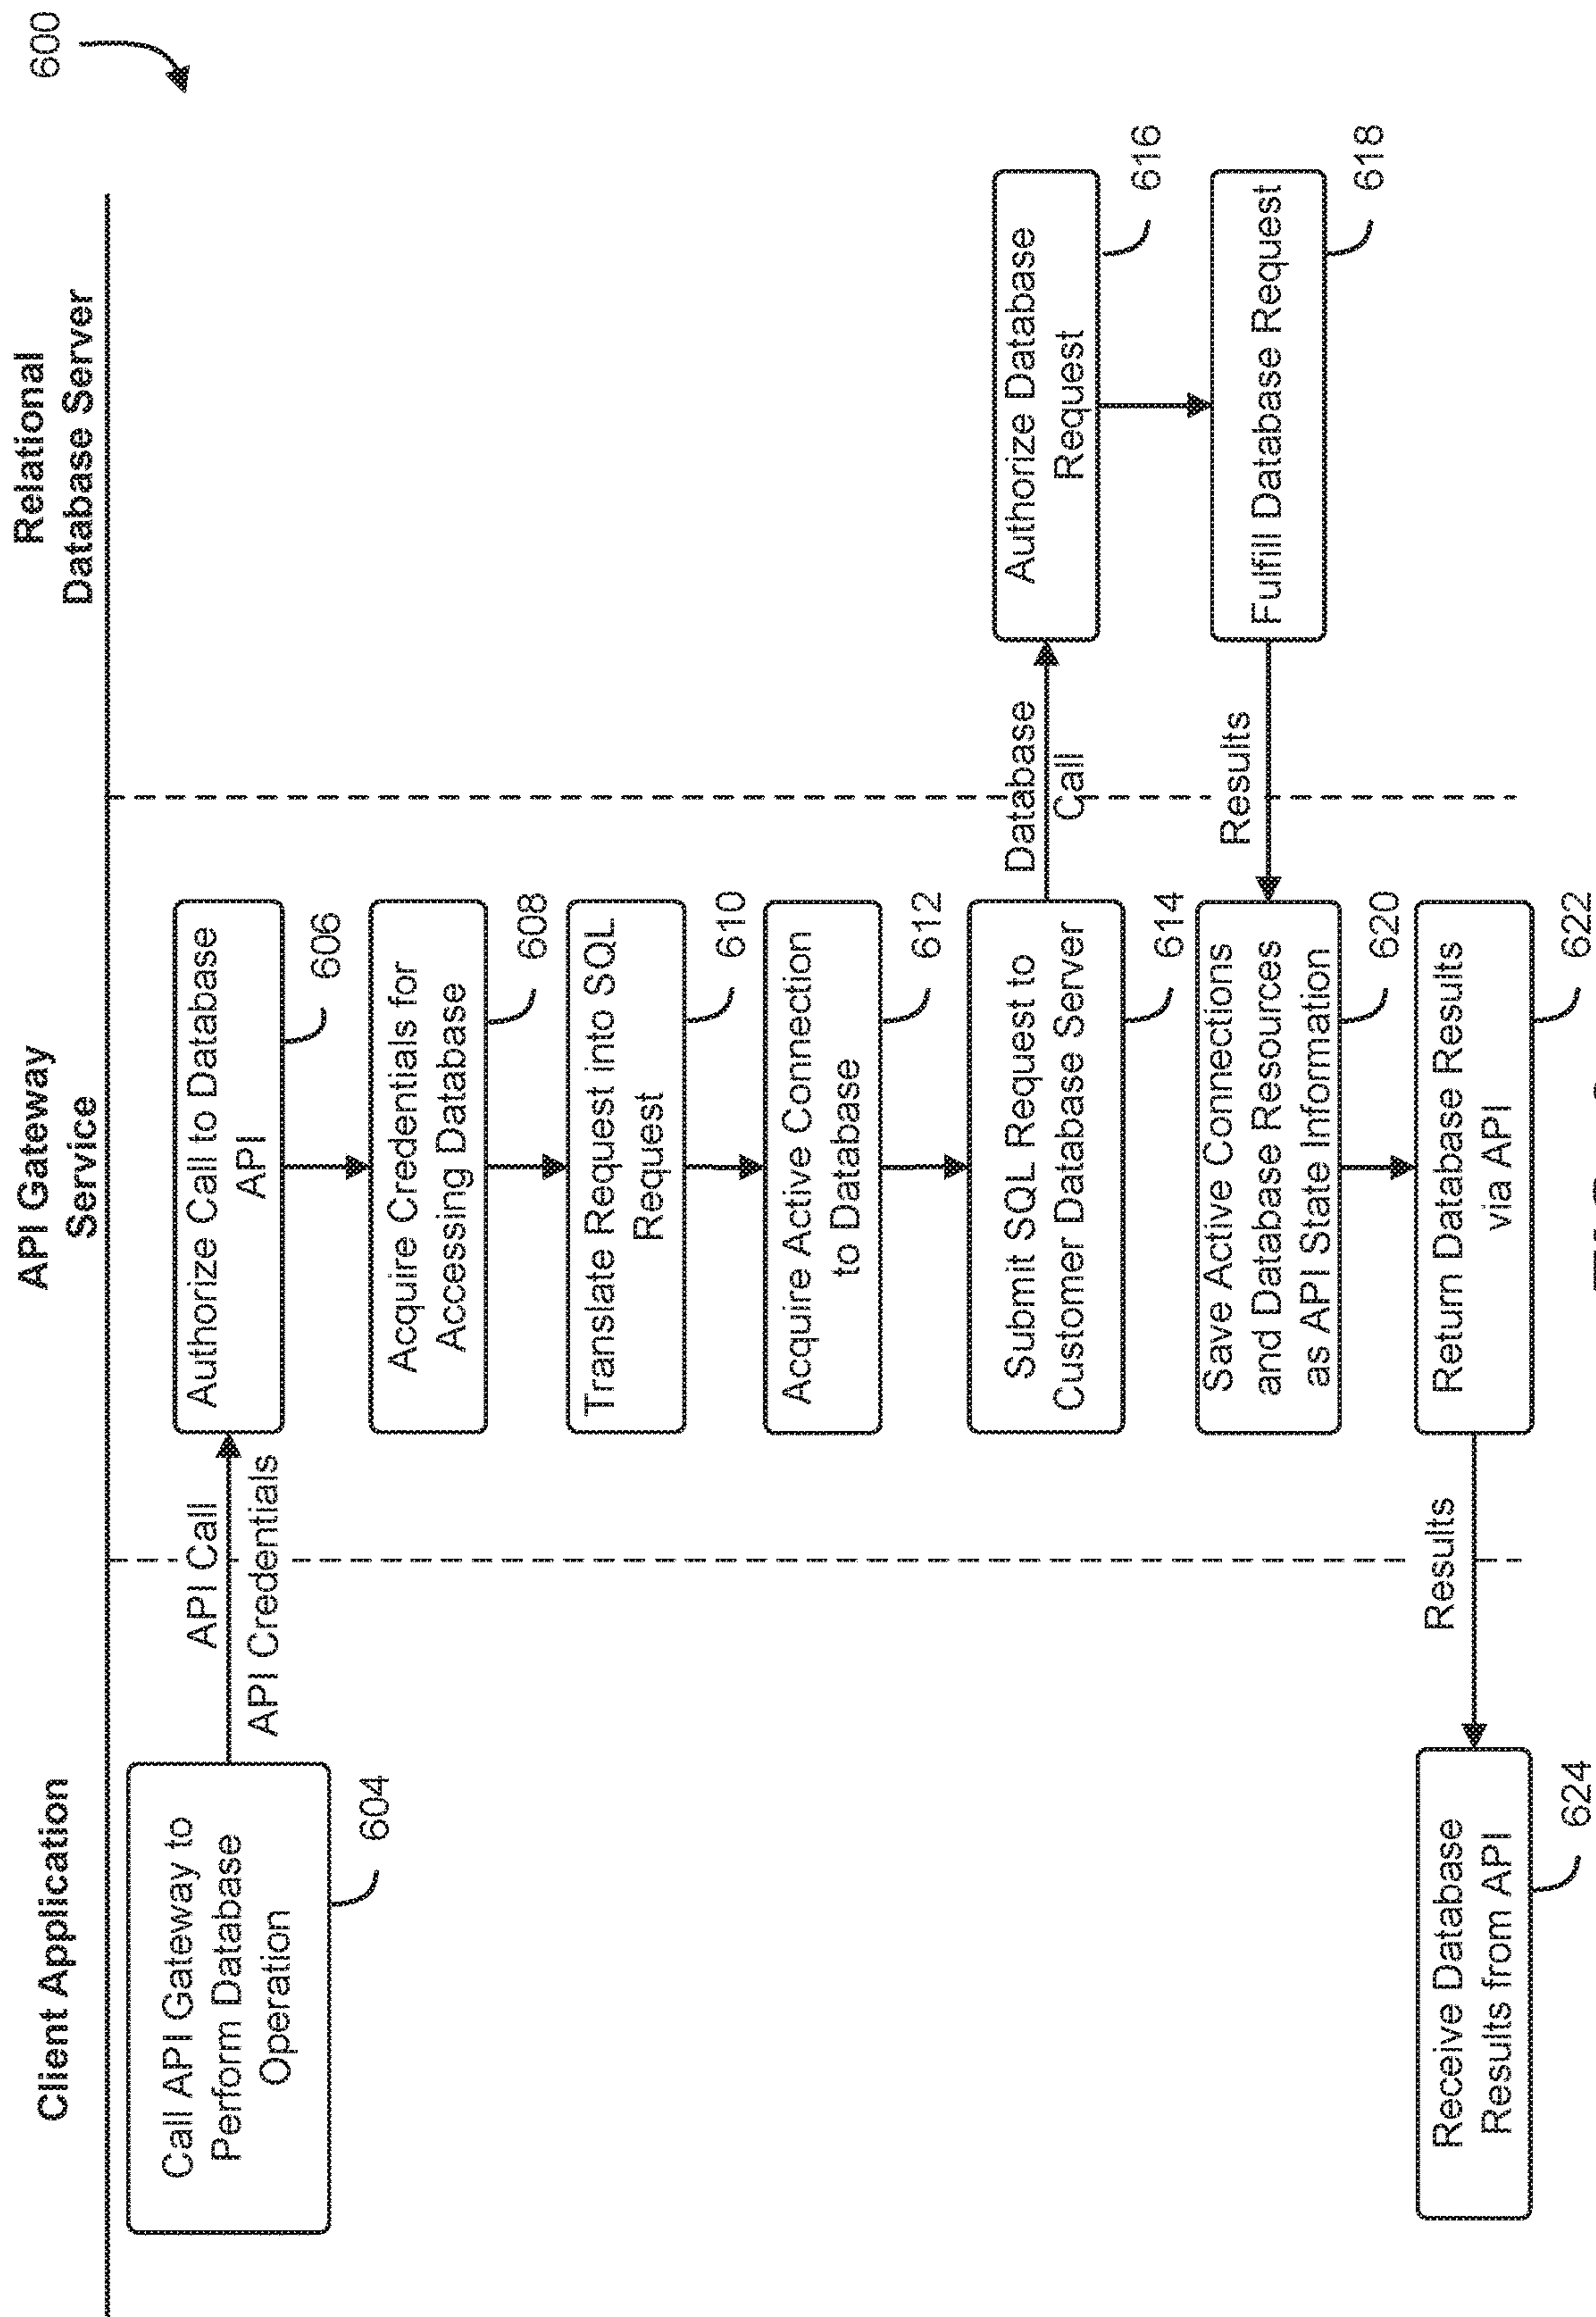 600
Client Application
API Gateway
Service
Relational
Database Server
Call API Gateway to
Perform Database
Operation
604
API Call
API Credentials
Authorize Call to Database
API
606
Acquire Credentials for
Accessing Database
608
Translate Request into SQL
Request
610
Acquire Active Connection
to Database
612
Submit SQL Request to
Customer Database Server
614
Database
Call
Authorize Database
Request
616
Fulfill Database Request
618
Results
Save Active Connections
and Database Resources
as API State Information
620
Return Database Results
via API
622
Results
Receive Database
Results from API
624